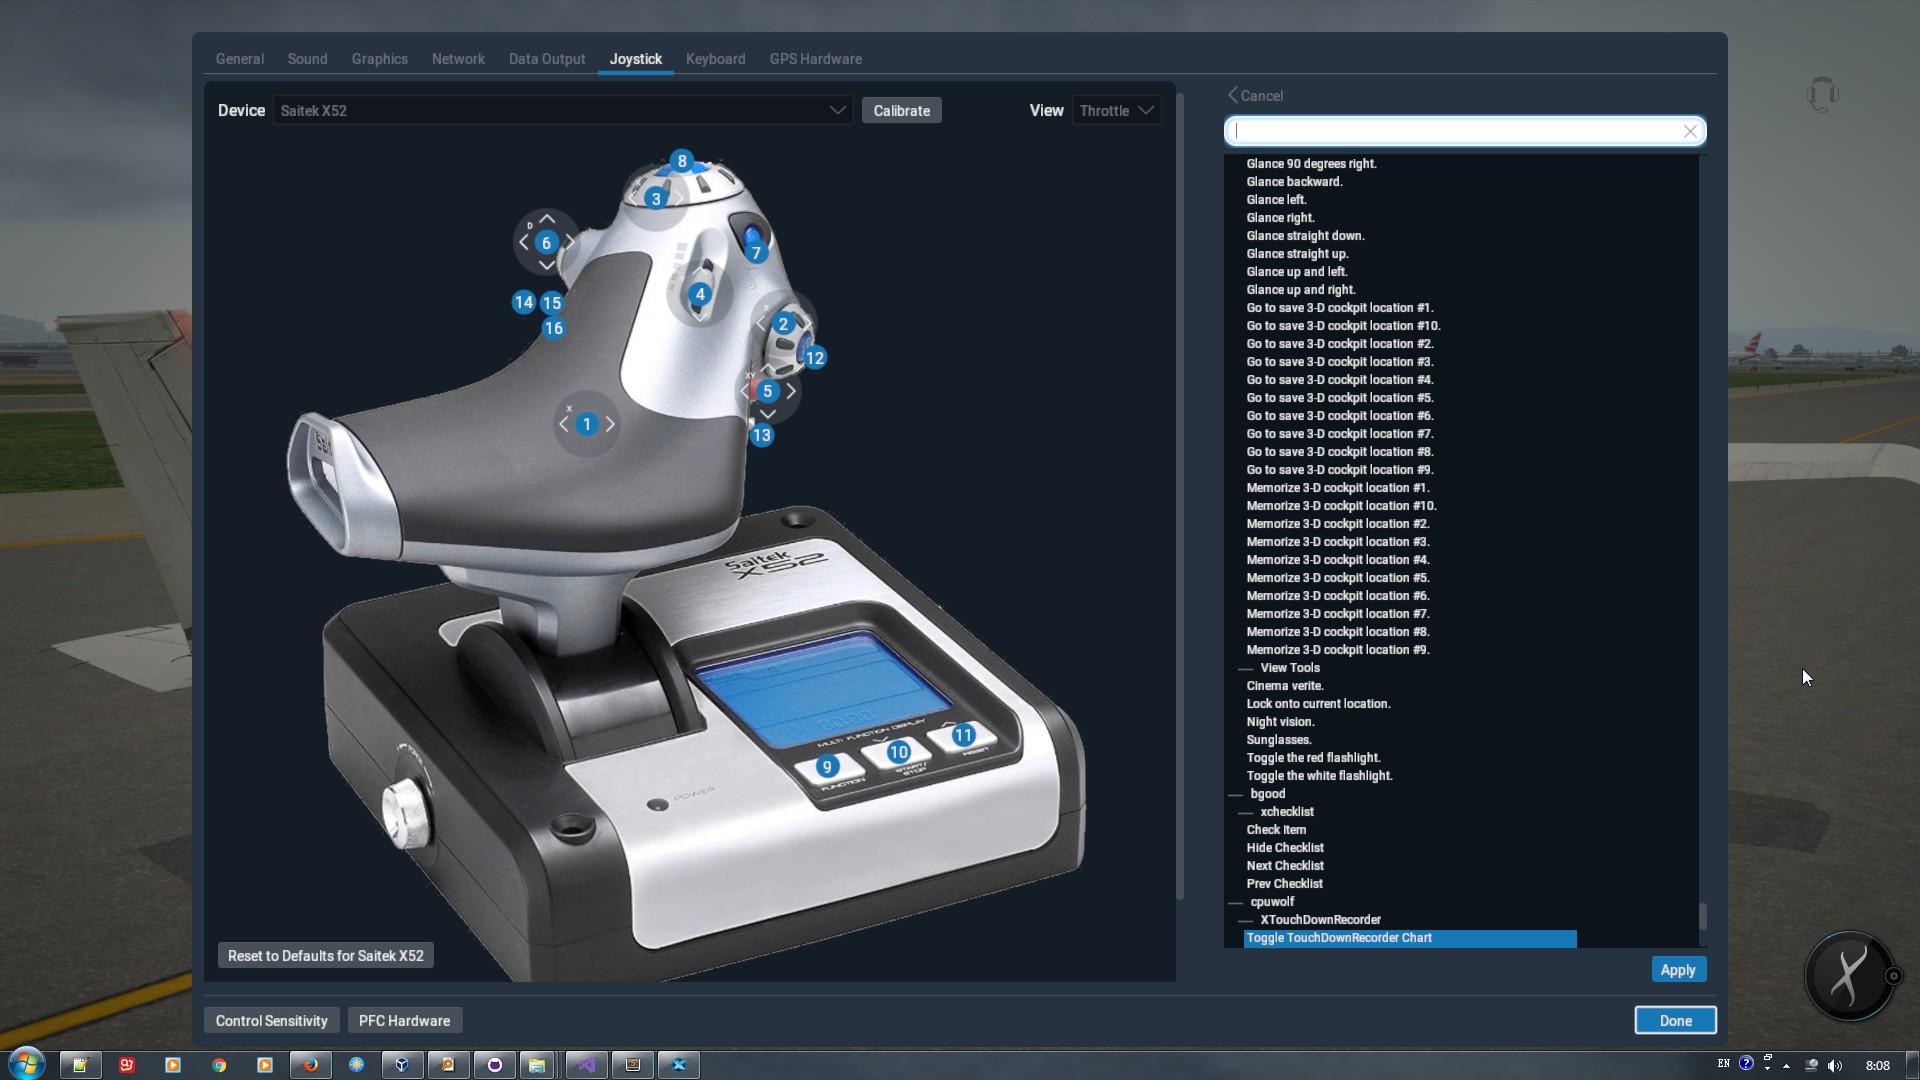 General Sound Graphics Network Data Output Joystick Keyboard GPS Hardware
Device Saitek X52 Calibrate View Throttle
Cancel
8
3
D
6
7
4
14 15
16
X
2
12
XY
5
X
1
13
Saitek
X52
MULTI FUNCTION DISPLAY
9
10
11
FUNCTION
START/
STOP
RESET
POWER
Reset to Defaults for Saitek X52
Glance 90 degrees right.
Glance backward.
Glance left.
Glance right.
Glance straight down.
Glance straight up.
Glance up and left.
Glance up and right.
Go to save 3-D cockpit location #1.
Go to save 3-D cockpit location #10.
Go to save 3-D cockpit location #2.
Go to save 3-D cockpit location #3.
Go to save 3-D cockpit location #4.
Go to save 3-D cockpit location #5.
Go to save 3-D cockpit location #6.
Go to save 3-D cockpit location #7.
Go to save 3-D cockpit location #8.
Go to save 3-D cockpit location #9.
Memorize 3-D cockpit location #1.
Memorize 3-D cockpit location #10.
Memorize 3-D cockpit location #2.
Memorize 3-D cockpit location #3.
Memorize 3-D cockpit location #4.
Memorize 3-D cockpit location #5.
Memorize 3-D cockpit location #6.
Memorize 3-D cockpit location #7.
Memorize 3-D cockpit location #8.
Memorize 3-D cockpit location #9.
View Tools
Cinema verite.
Lock onto current location.
Night vision.
Sunglasses.
Toggle the red flashlight.
Toggle the white flashlight.
bgood
xchecklist
Check Item
Hide Checklist
Next Checklist
Prev Checklist
cpuwolf
XTouchDownRecorder
Toggle TouchDownRecorder Chart
Apply
Control Sensitivity PFC Hardware Done
EN 8:08